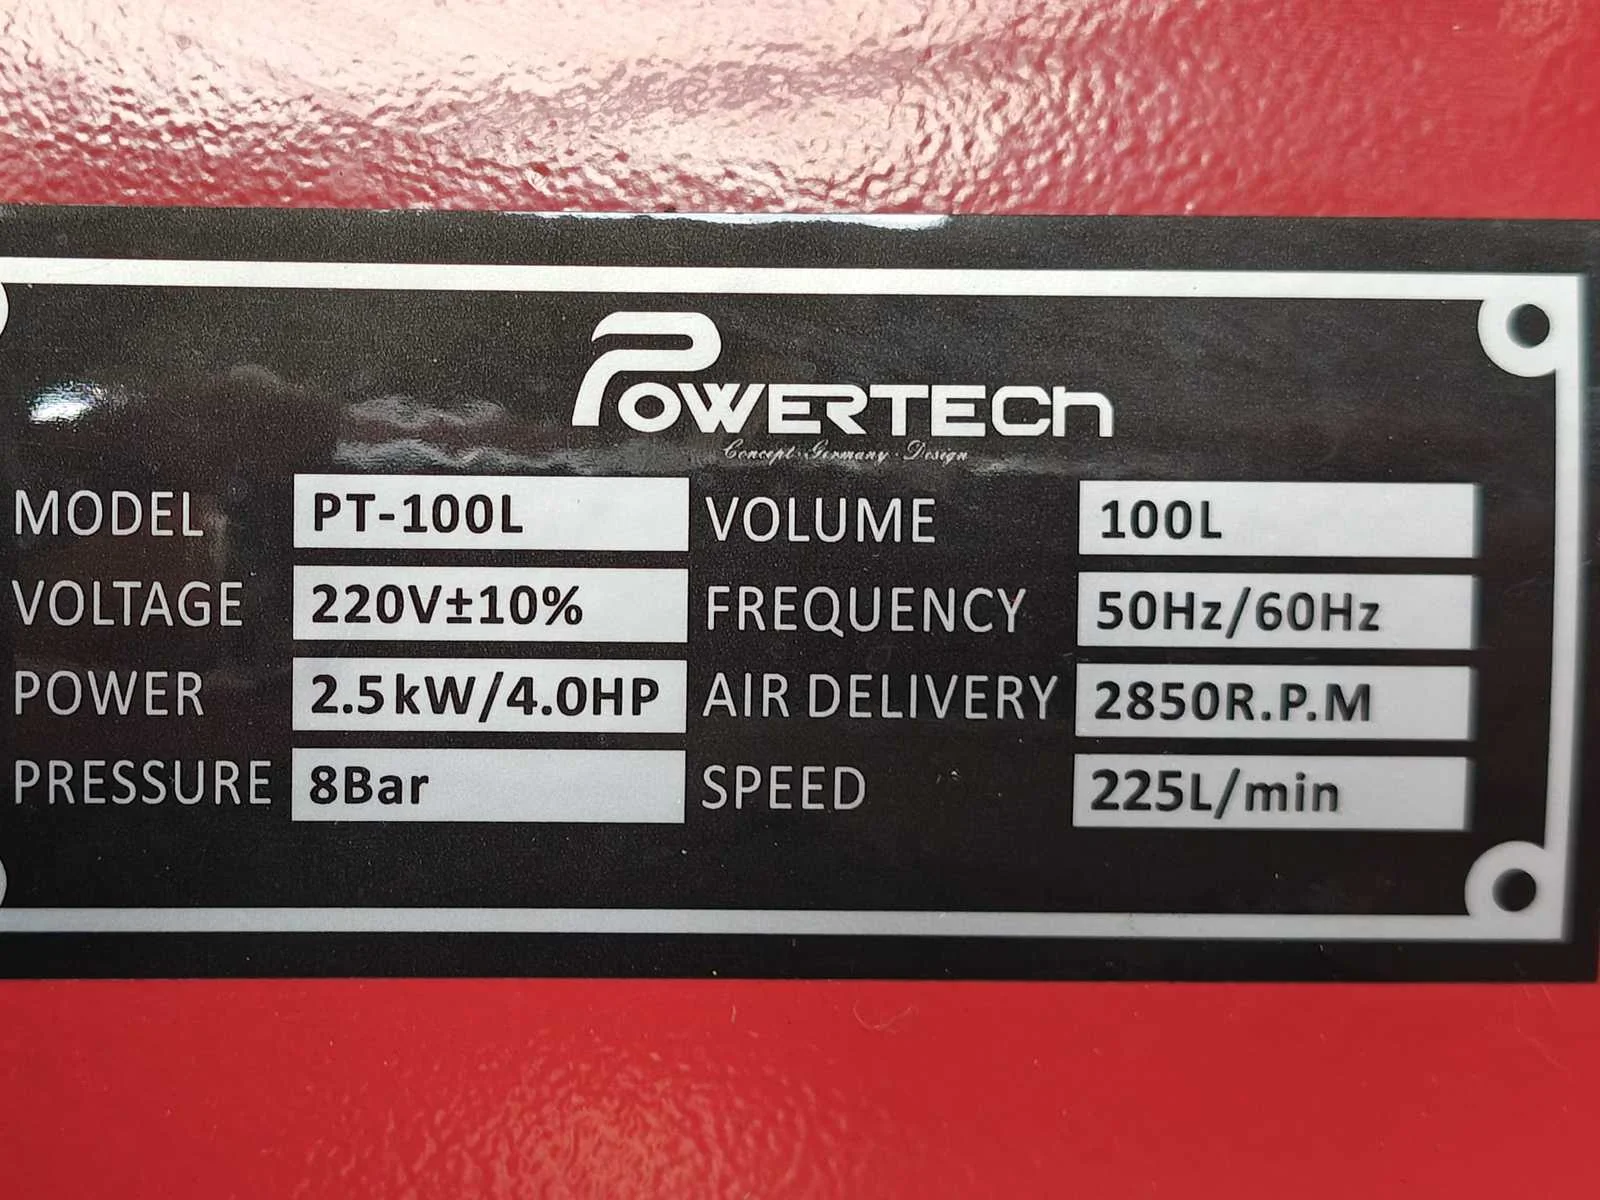 POWERTECh
Concept · Germany · Design
MODEL PT-100L VOLUME 100L
VOLTAGE 220V±10% FREQUENCY 50Hz/60Hz
POWER 2.5kW/4.0HP AIR DELIVERY 2850R.P.M
PRESSURE 8Bar SPEED 225L/min